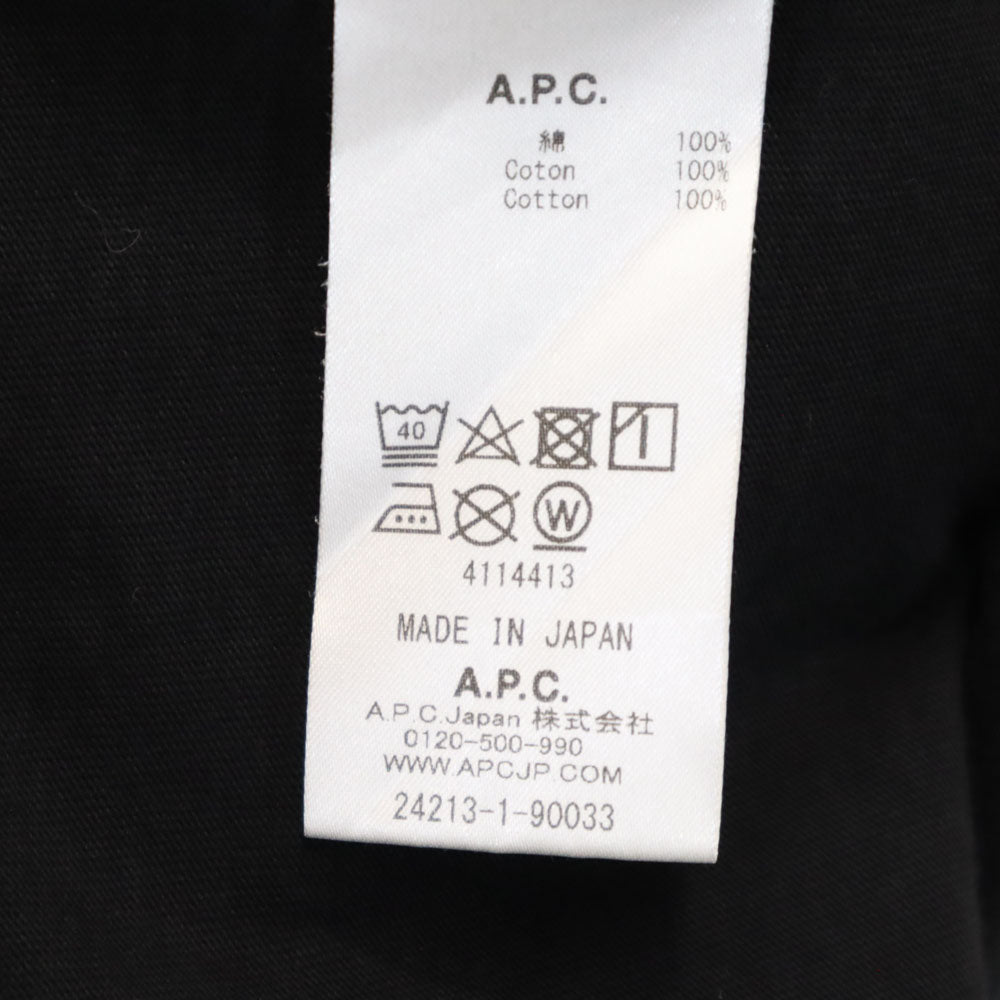 A.P.C.
綿 100%
Coton 100%
Cotton 100%
40
W
4114413
MADE IN JAPAN
A.P.C.
A.P.C.Japan 株式会社
0120-500-990
WWW.APCJP.COM
24213-1-90033